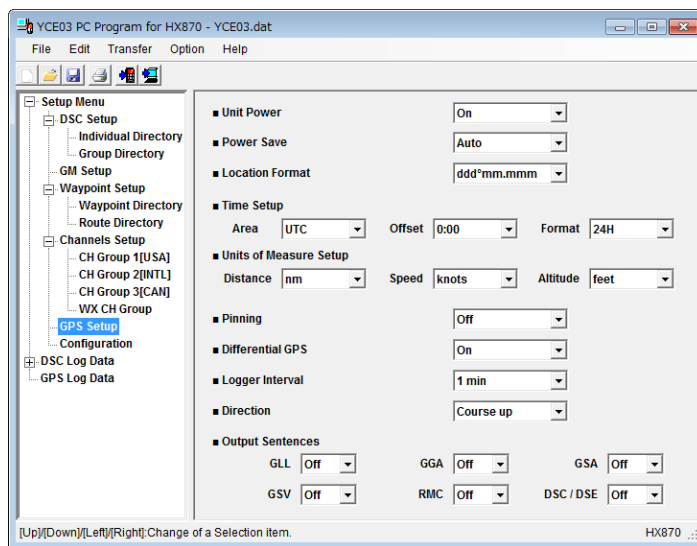 YCE03 PC Program for HX870 - YCE03.dat
File Edit Transfer Option Help
Setup Menu
DSC Setup
Individual Directory
Group Directory
GM Setup
Waypoint Setup
Waypoint Directory
Route Directory
Channels Setup
CH Group 1[USA]
CH Group 2[INTL]
CH Group 3[CAN]
WX CH Group
GPS Setup
Configuration
DSC Log Data
GPS Log Data
Unit Power On
Power Save Auto
Location Format ddd°mm.mmm
Time Setup
Area UTC Offset 0:00 Format 24H
Units of Measure Setup
Distance nm Speed knots Altitude feet
Pinning Off
Differential GPS On
Logger Interval 1 min
Direction Course up
Output Sentences
GLL Off GGA Off GSA Off
GSV Off RMC Off DSC / DSE Off
[Up]/[Down]/[Left]/[Right]:Change of a Selection item. HX870